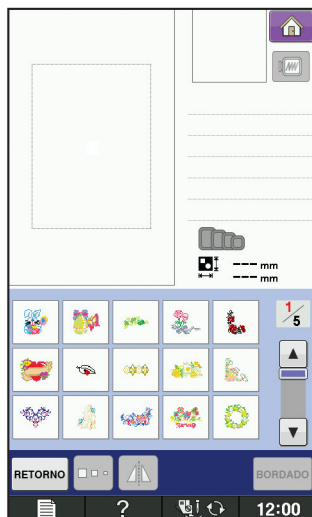 --- mm
--- mm
1/5
RETORNO
BORDADO
?
12:00